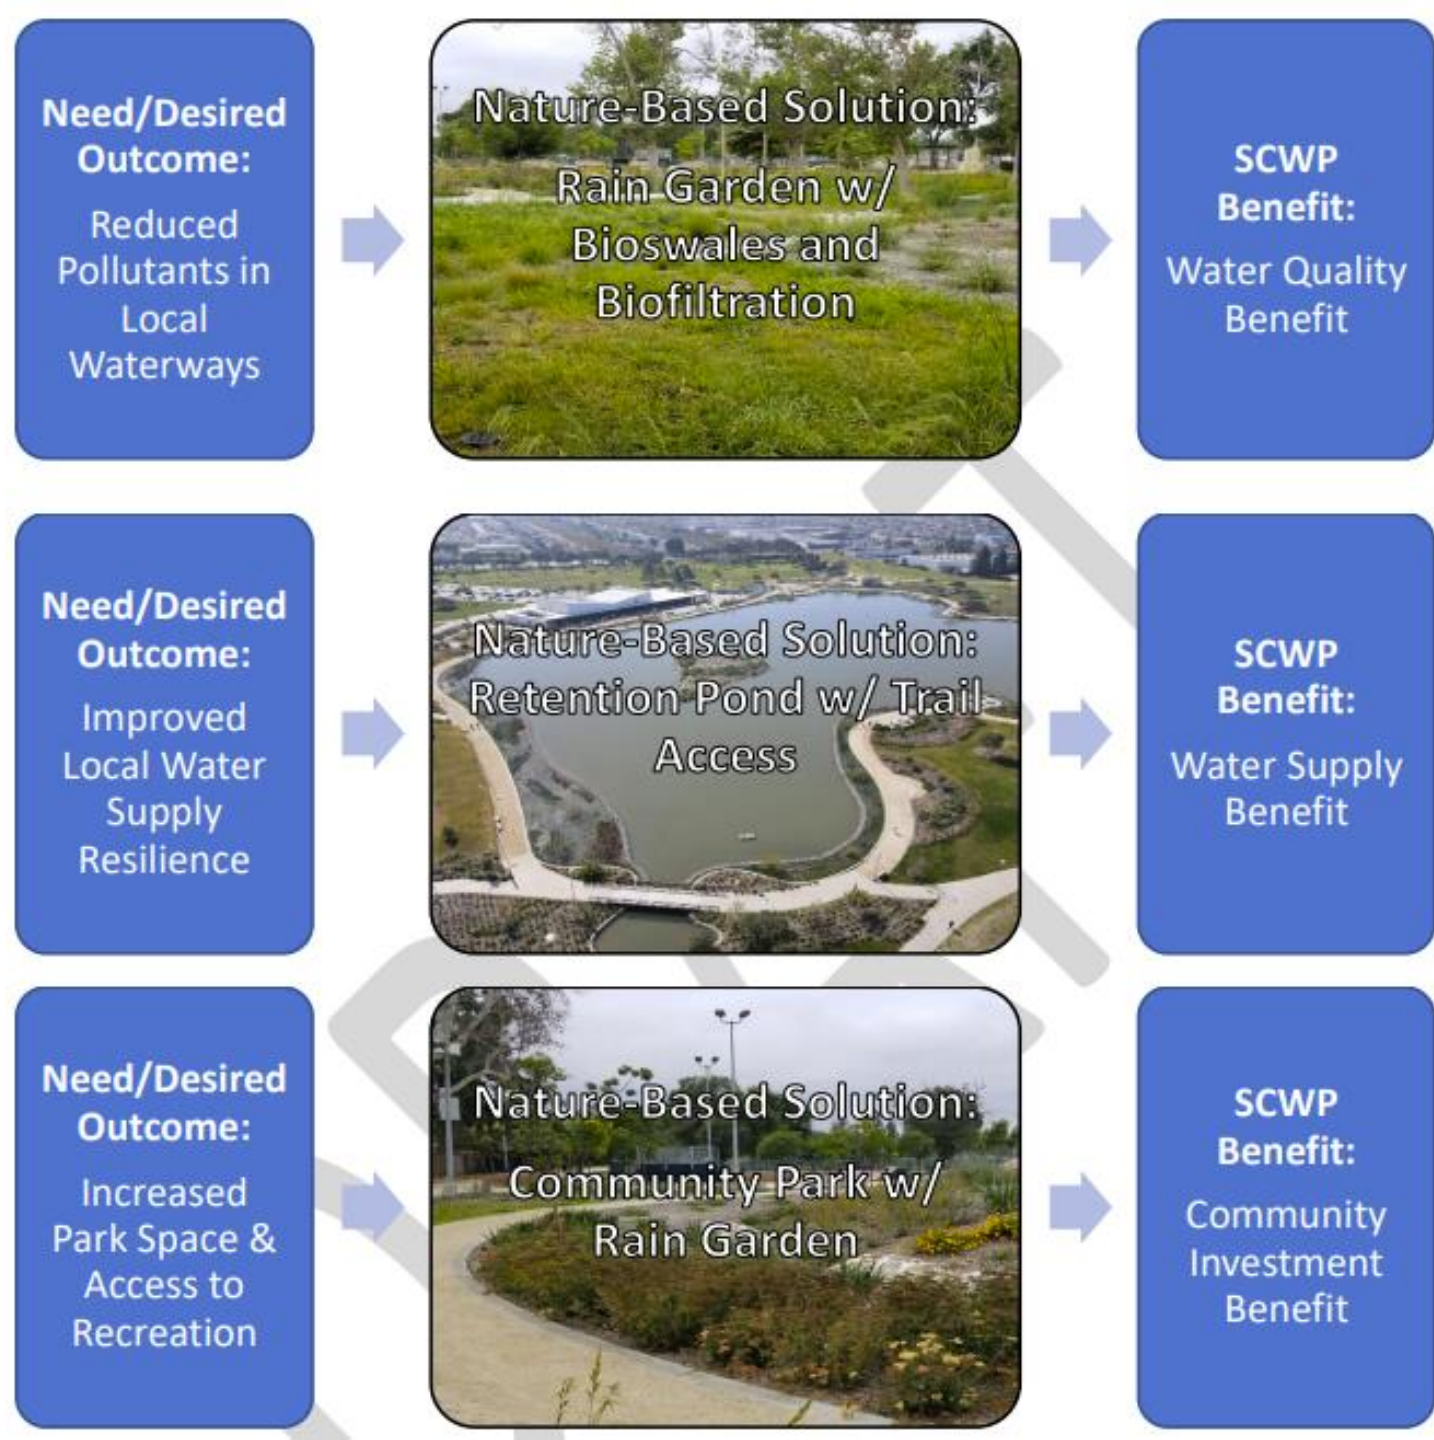 Need/Desired
Outcome:
Reduced
Pollutants in
Local
Waterways
Nature-Based Solution:
Rain Garden w/
Bioswales and
Biofiltration
SCWP
Benefit:
Water Quality
Benefit
Need/Desired
Outcome:
Improved
Local Water
Supply
Resilience
Nature-Based Solution:
Retention Pond w/ Trail
Access
SCWP
Benefit:
Water Supply
Benefit
Need/Desired
Outcome:
Increased
Park Space &
Access to
Recreation
Nature-Based Solution:
Community Park w/
Rain Garden
SCWP
Benefit:
Community
Investment
Benefit